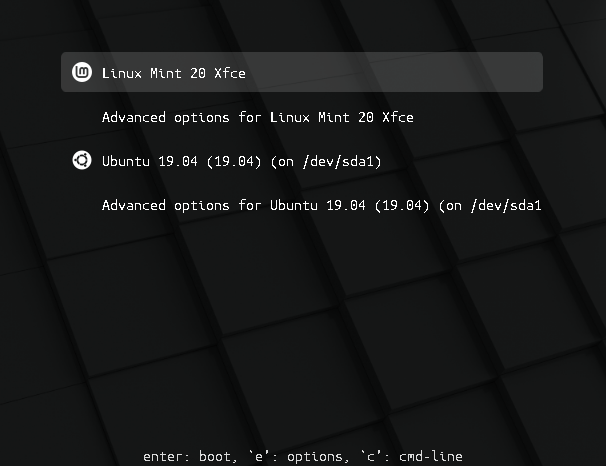 Linux Mint 20 Xfce
Advanced options for Linux Mint 20 Xfce
Ubuntu 19.04 (19.04) (on /dev/sda1)
Advanced options for Ubuntu 19.04 (19.04) (on /dev/sda1
enter: boot, `e': options, `c': cmd-line